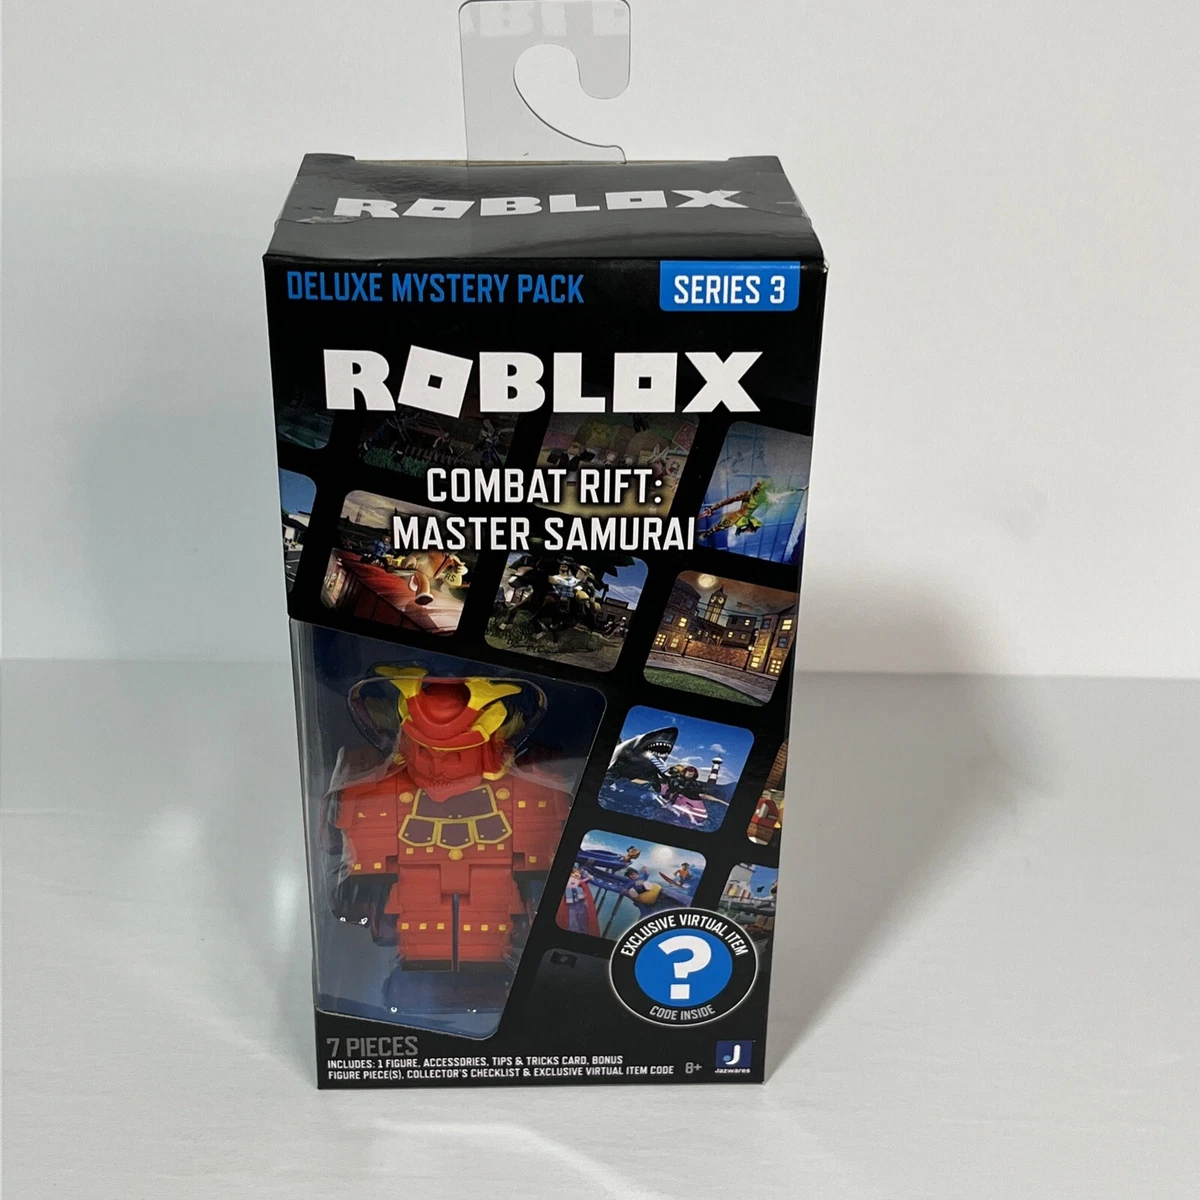 ROBLOX
DELUXE MYSTERY PACK
SERIES 3
ROBLOX
COMBAT RIFT:
MASTER SAMURAI
EXCLUSIVE VIRTUAL ITEM
?
CODE INSIDE
7 PIECES
INCLUDES: 1 FIGURE, ACCESSORIES, TIPS & TRICKS CARD, BONUS
FIGURE PIECE(S), COLLECTOR'S CHECKLIST & EXCLUSIVE VIRTUAL ITEM CODE
8+
J
Jazwares